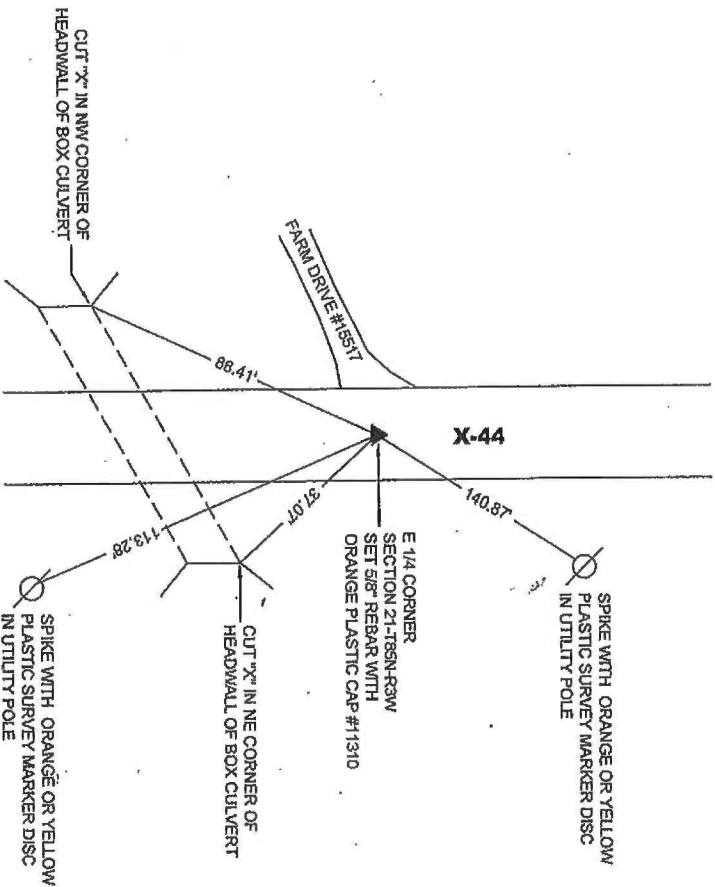 CUT "X" IN NW CORNER OF
HEADWALL OF BOX CULVERT
FARM DRIVE #15517
88.41'
X-44
140.87'
37.07'
113.28'
E 1/4 CORNER
SECTION 21-T85N-R3W
SET 5/8" REBAR WITH
ORANGE PLASTIC CAP #11310
SPIKE WITH ORANGE OR YELLOW
PLASTIC SURVEY MARKER DISC
IN UTILITY POLE
CUT "X" IN NE CORNER OF
HEADWALL OF BOX CULVERT
SPIKE WITH ORANGE OR YELLOW
PLASTIC SURVEY MARKER DISC
IN UTILITY POLE